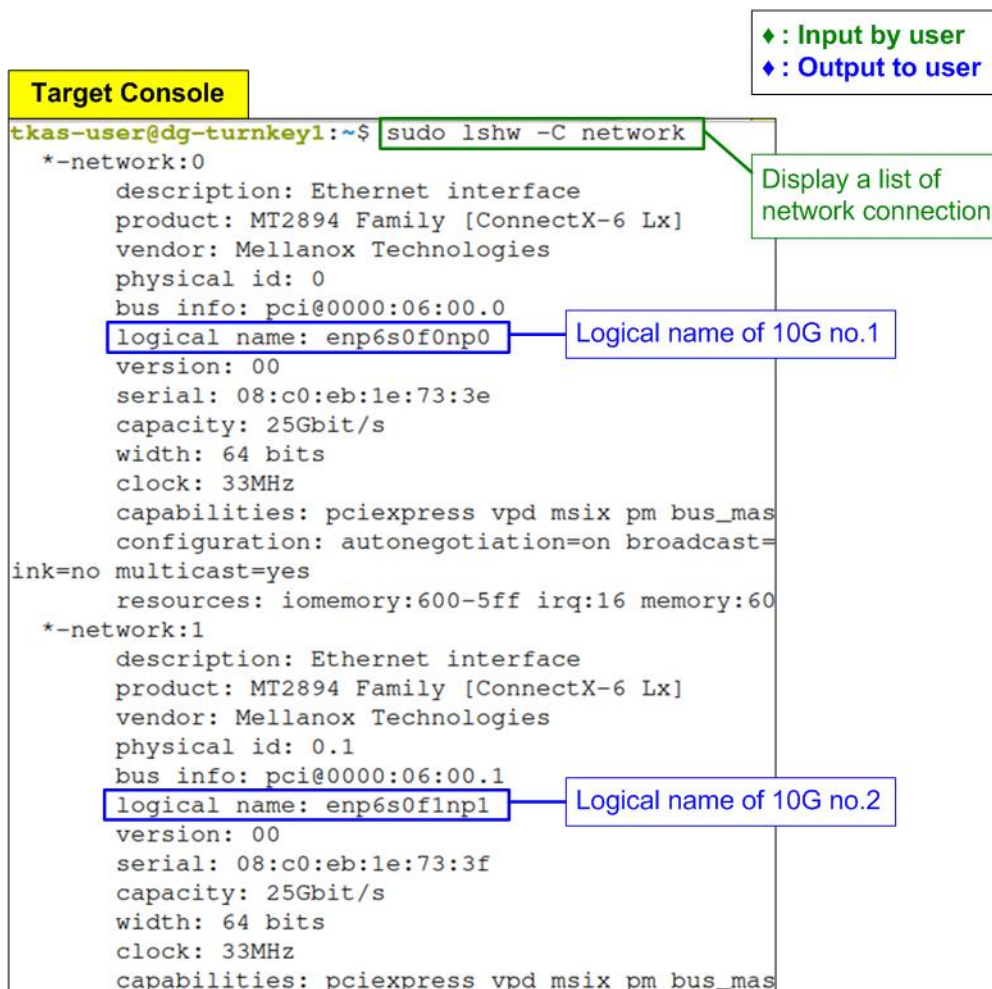 ♦ : Input by user
♦ : Output to user
Target Console
tkas-user@dg-turnkey1:~$ sudo lshw -C network
Display a list of
network connection
*-network:0
description: Ethernet interface
product: MT2894 Family [ConnectX-6 Lx]
vendor: Mellanox Technologies
physical id: 0
bus info: pci@0000:06:00.0
logical name: enp6s0f0np0
Logical name of 10G no.1
version: 00
serial: 08:c0:eb:1e:73:3e
capacity: 25Gbit/s
width: 64 bits
clock: 33MHz
capabilities: pciexpress vpd msix pm bus_mas
configuration: autonegotiation=on broadcast=
ink=no multicast=yes
resources: iomemory:600-5ff irq:16 memory:60
*-network:1
description: Ethernet interface
product: MT2894 Family [ConnectX-6 Lx]
vendor: Mellanox Technologies
physical id: 0.1
bus info: pci@0000:06:00.1
logical name: enp6s0f1np1
Logical name of 10G no.2
version: 00
serial: 08:c0:eb:1e:73:3f
capacity: 25Gbit/s
width: 64 bits
clock: 33MHz
capabilities: pciexpress vpd msix pm bus_mas